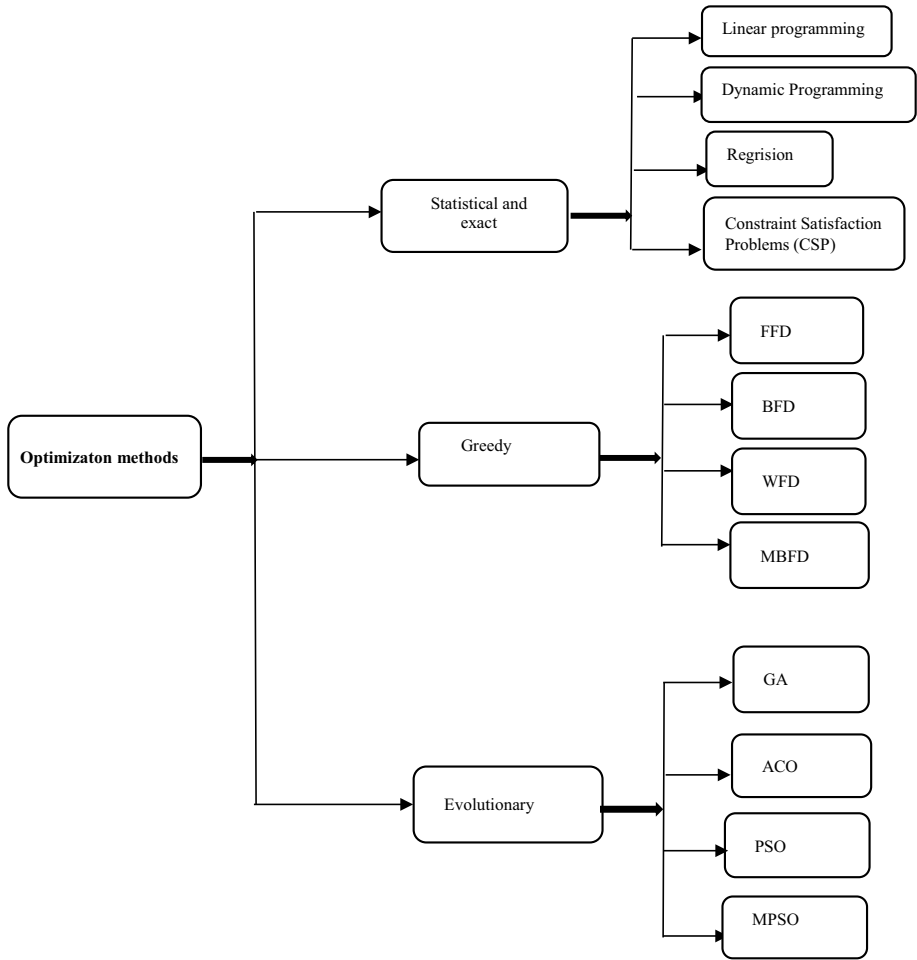 Linear programming
Dynamic Programming
Regrision
Statistical and
exact
Constraint Satisfaction
Problems (CSP)
FFD
BFD
Optimizaton methods
Greedy
WFD
MBFD
GA
ACO
Evolutionary
PSO
MPSO